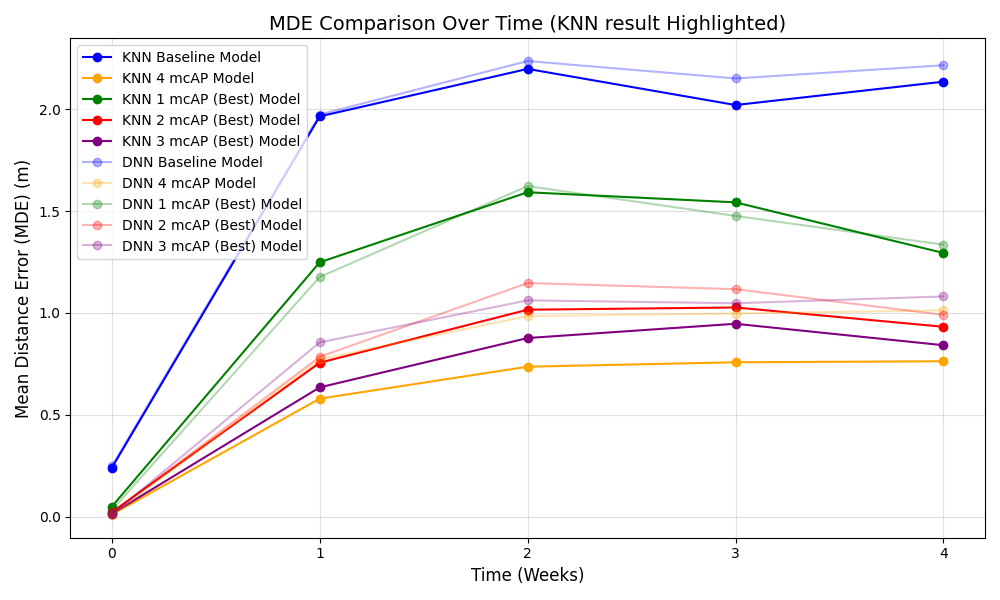 MDE Comparison Over Time (KNN result Highlighted)
KNN Baseline Model
KNN 4 mcAP Model
KNN 1 mcAP (Best) Model
KNN 2 mcAP (Best) Model
KNN 3 mcAP (Best) Model
DNN Baseline Model
DNN 4 mcAP Model
DNN 1 mcAP (Best) Model
DNN 2 mcAP (Best) Model
DNN 3 mcAP (Best) Model
Mean Distance Error (MDE) (m)
2.0
1.5
1.0
0.5
0.0
0 1 2 3 4
Time (Weeks)